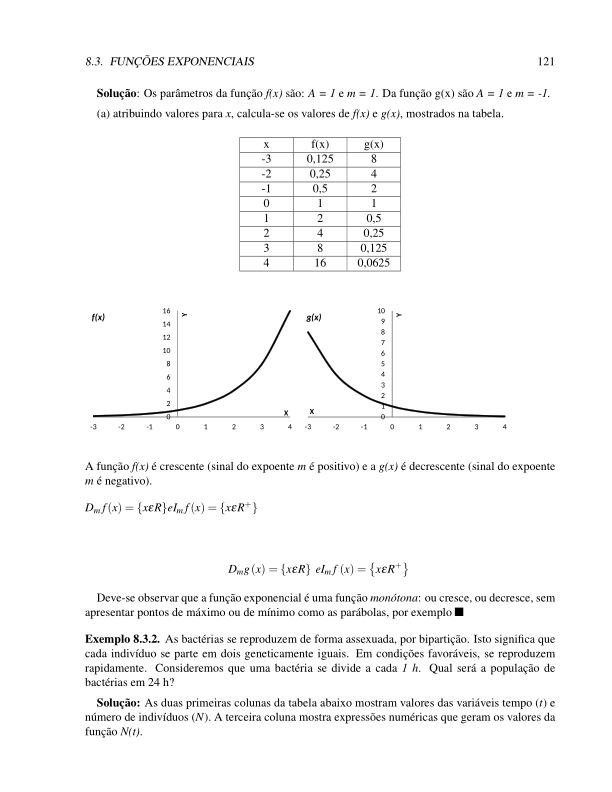 8.3. FUNÇÕES EXPONENCIAIS 121
Solução: Os parâmetros da função f(x) são: A = 1 e m = 1. Da função g(x) são A = 1 e m = -1.
(a) atribuindo valores para x, calcula-se os valores de f(x) e g(x), mostrados na tabela.
x f(x) g(x)
-3 0,125 8
-2 0,25 4
-1 0,5 2
0 1 1
1 2 0,5
2 4 0,25
3 8 0,125
4 16 0,0625
f(x)
Y
16
14
12
10
8
6
4
2
0
X
-3 -2 -1 0 1 2 3 4
g(x)
Y
10
9
8
7
6
5
4
3
2
1
0
X
-3 -2 -1 0 1 2 3 4
A função f(x) é crescente (sinal do expoente m é positivo) e a g(x) é decrescente (sinal do expoente
m é negativo).
D_m f(x) = {xεR}eI_m f(x) = {xεR⁺}
D_m g(x) = {xεR} eI_m f(x) = {xεR⁺}
Deve-se observar que a função exponencial é uma função monótona: ou cresce, ou decresce, sem
apresentar pontos de máximo ou de mínimo como as parábolas, por exemplo ■
Exemplo 8.3.2. As bactérias se reproduzem de forma assexuada, por bipartição. Isto significa que
cada indivíduo se parte em dois geneticamente iguais. Em condições favoráveis, se reproduzem
rapidamente. Consideremos que uma bactéria se divide a cada 1 h. Qual será a população de
bactérias em 24 h?
Solução: As duas primeiras colunas da tabela abaixo mostram valores das variáveis tempo (t) e
número de indivíduos (N). A terceira coluna mostra expressões numéricas que geram os valores da
função N(t).